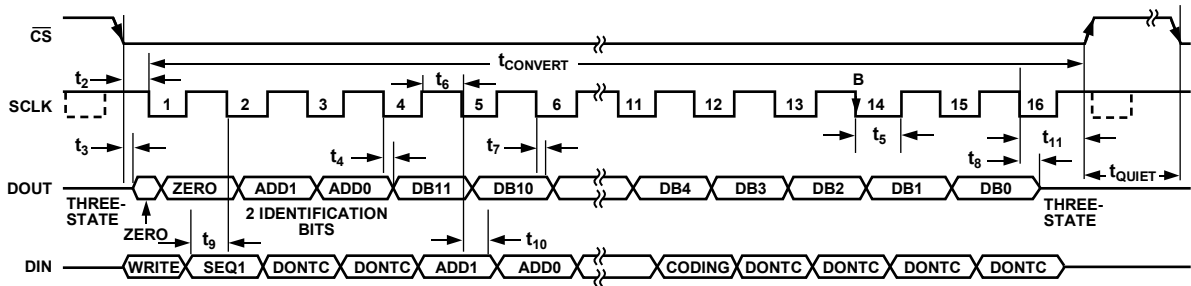 CS
tCONVERT
t2
t6
B
SCLK
1 2 3 4 5 6 11 12 13 14 15 16
t3
t4
t7
t5
t8
t11
DOUT
ZERO ADD1 ADD0 DB11 DB10 DB4 DB3 DB2 DB1 DB0
tQUIET
THREE-
STATE
ZERO
2 IDENTIFICATION
BITS
THREE-
STATE
t9
t10
DIN
WRITE SEQ1 DONTC DONTC ADD1 ADD0 CODING DONTC DONTC DONTC DONTC